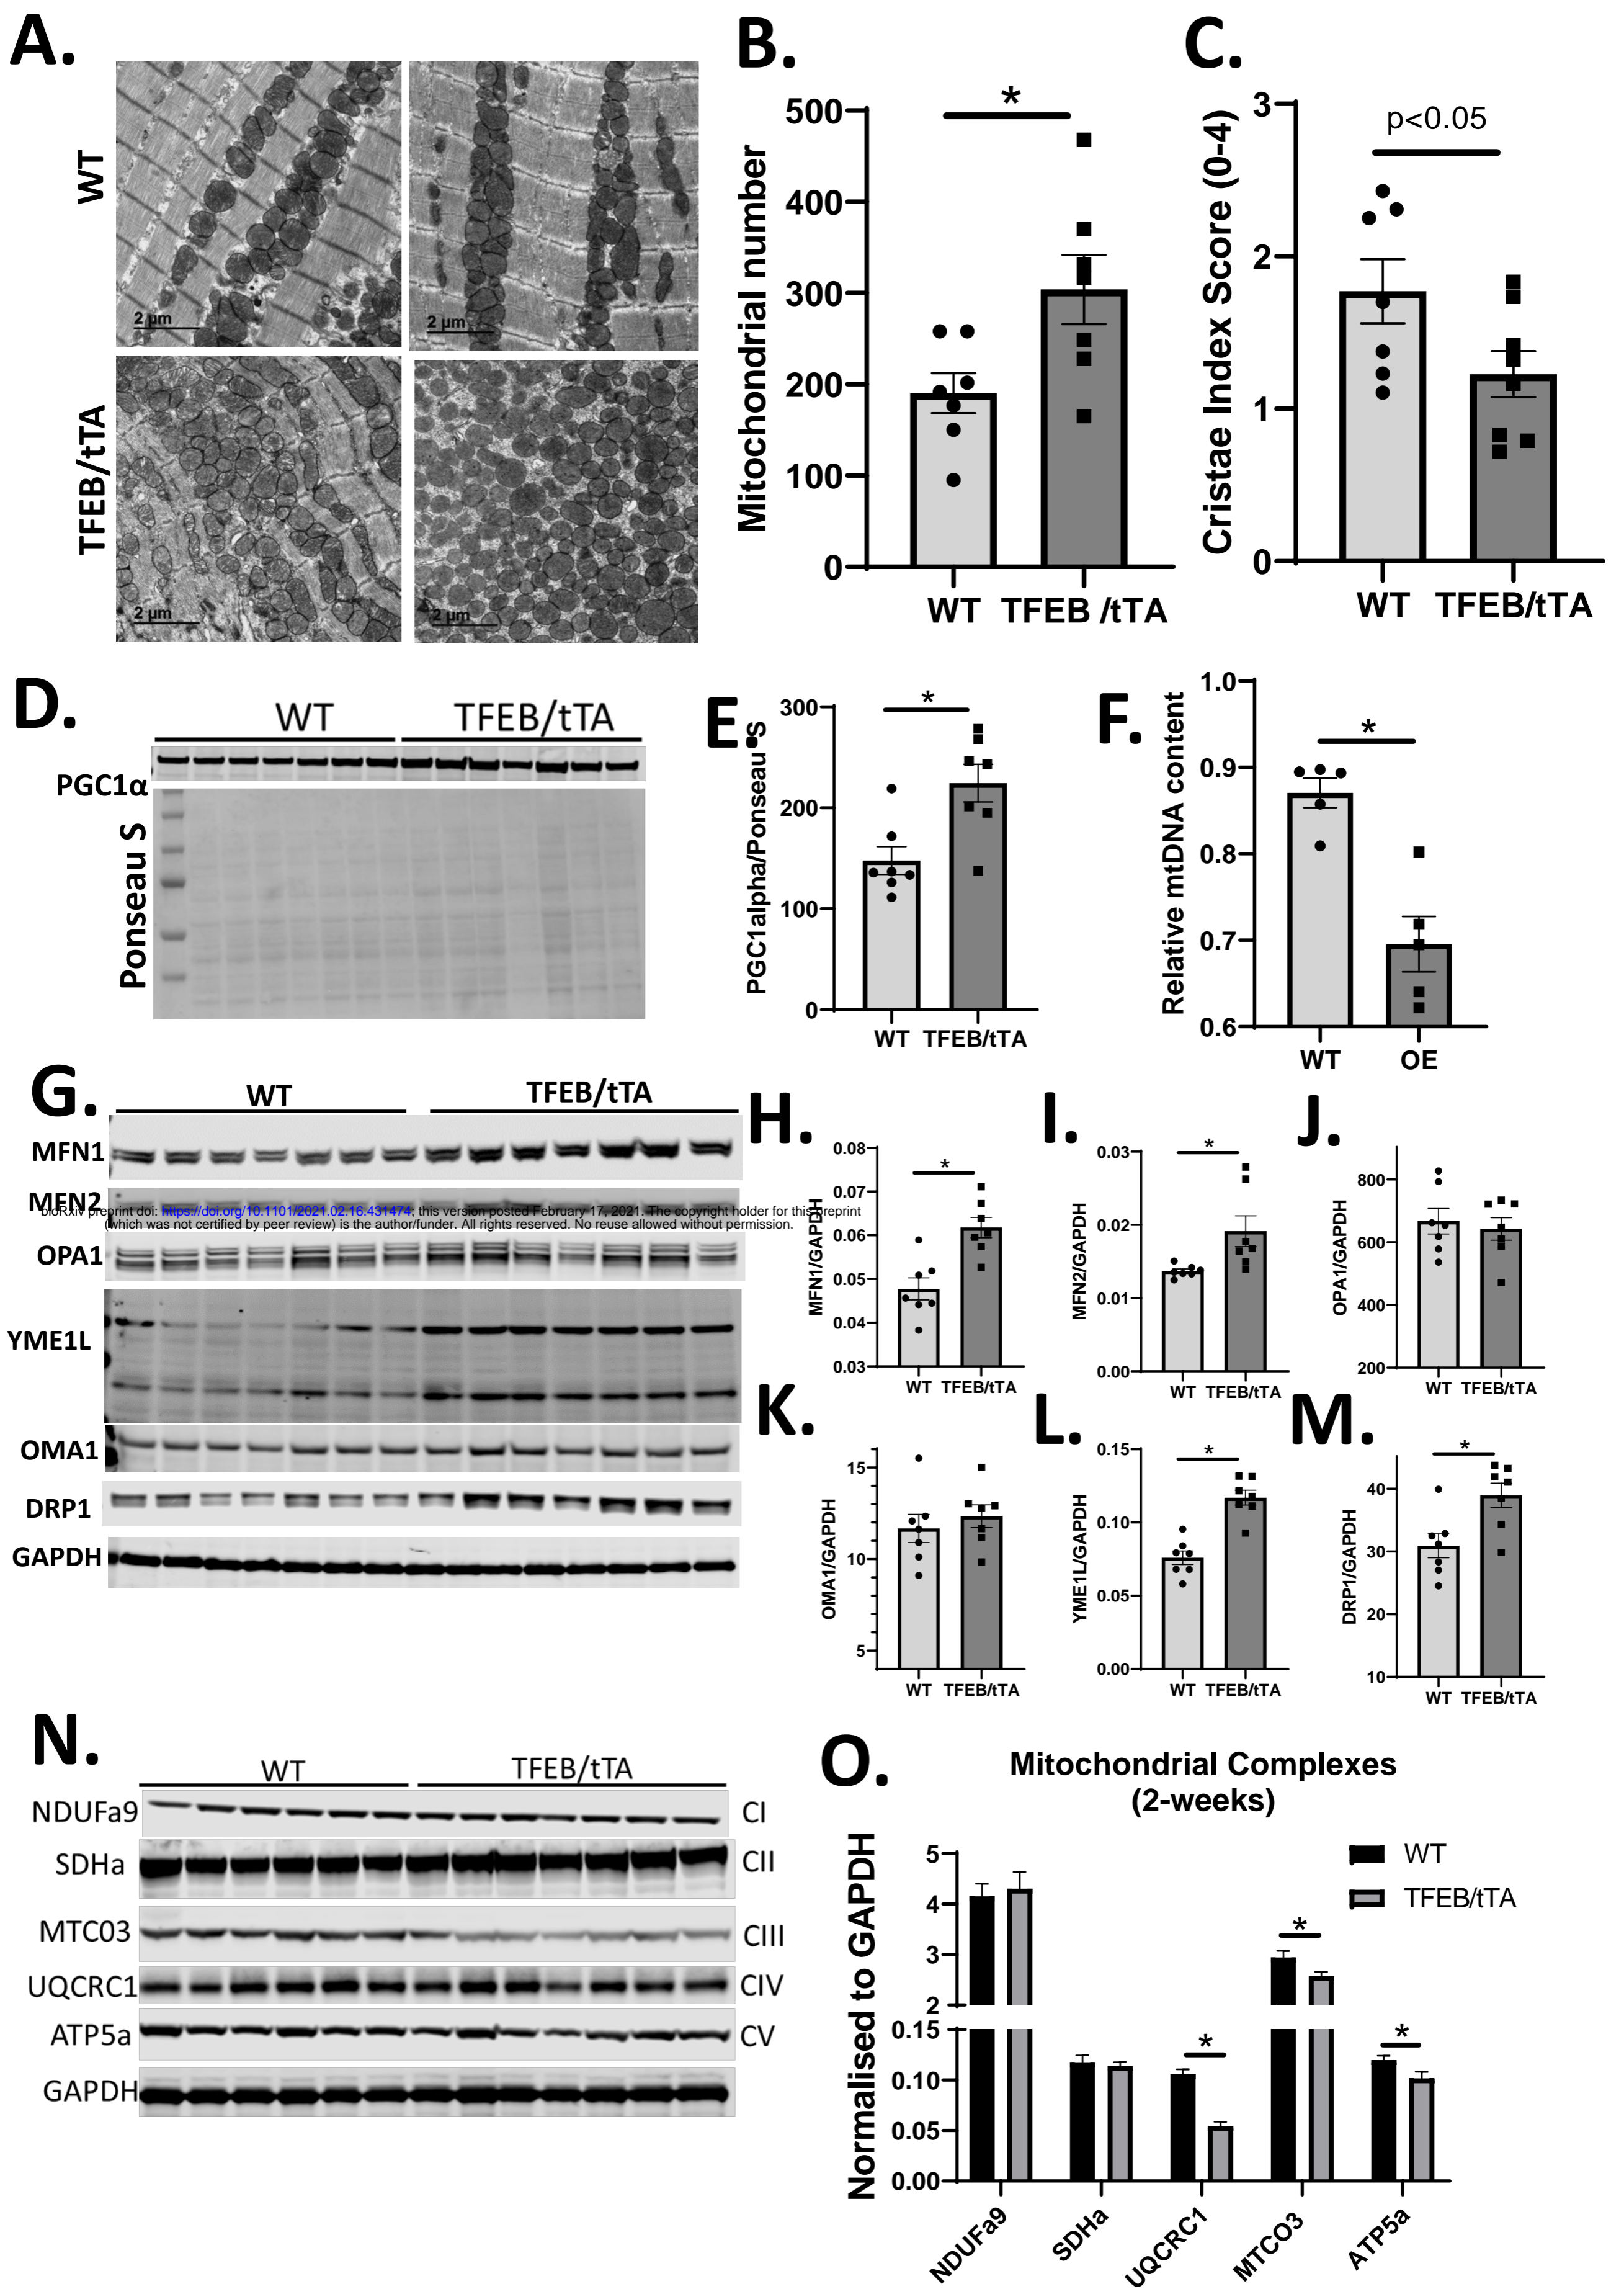 A.
WT
TFEB/tTA
2 µm
2 µm
2 µm
2 µm
B.
Mitochondrial number
500
400
300
200
100
0
*
WT
TFEB /tTA
C.
Cristae Index Score (0-4)
3
2
1
0
p<0.05
WT
TFEB/tTA
D.
WT
TFEB/tTA
PGC1α
Ponseau S
E.
PGC1alpha/Ponseau S
300
200
100
0
*
WT
TFEB/tTA
F.
Relative mtDNA content
1.0
0.9
0.8
0.7
0.6
*
WT
OE
G.
WT
TFEB/tTA
MFN1
MFN2
bioRxiv preprint doi: https://doi.org/10.1101/2021.02.16.431474; this version posted February 17, 2021. The copyright holder for this preprint
(which was not certified by peer review) is the author/funder. All rights reserved. No reuse allowed without permission.
OPA1
YME1L
OMA1
DRP1
GAPDH
H.
MFN1/GAPDH
0.08
0.07
0.06
0.05
0.04
0.03
*
WT
TFEB/tTA
I.
MFN2/GAPDH
0.03
0.02
0.01
0.00
*
WT
TFEB/tTA
J.
OPA1/GAPDH
800
600
400
200
WT
TFEB/tTA
K.
OMA1/GAPDH
15
10
5
WT
TFEB/tTA
L.
YME1L/GAPDH
0.15
0.10
0.05
0.00
*
WT
TFEB/tTA
M.
DRP1/GAPDH
40
30
20
10
*
WT
TFEB/tTA
N.
WT
TFEB/tTA
NDUFa9
CI
SDHa
CII
MTC03
CIII
UQCRC1
CIV
ATP5a
CV
GAPDH
O.
Mitochondrial Complexes
(2-weeks)
Normalised to GAPDH
5
4
3
2
0.15
0.10
0.05
0.00
*
*
*
WT
TFEB/tTA
NDUFa9
SDHa
UQCRC1
MTCO3
ATP5a